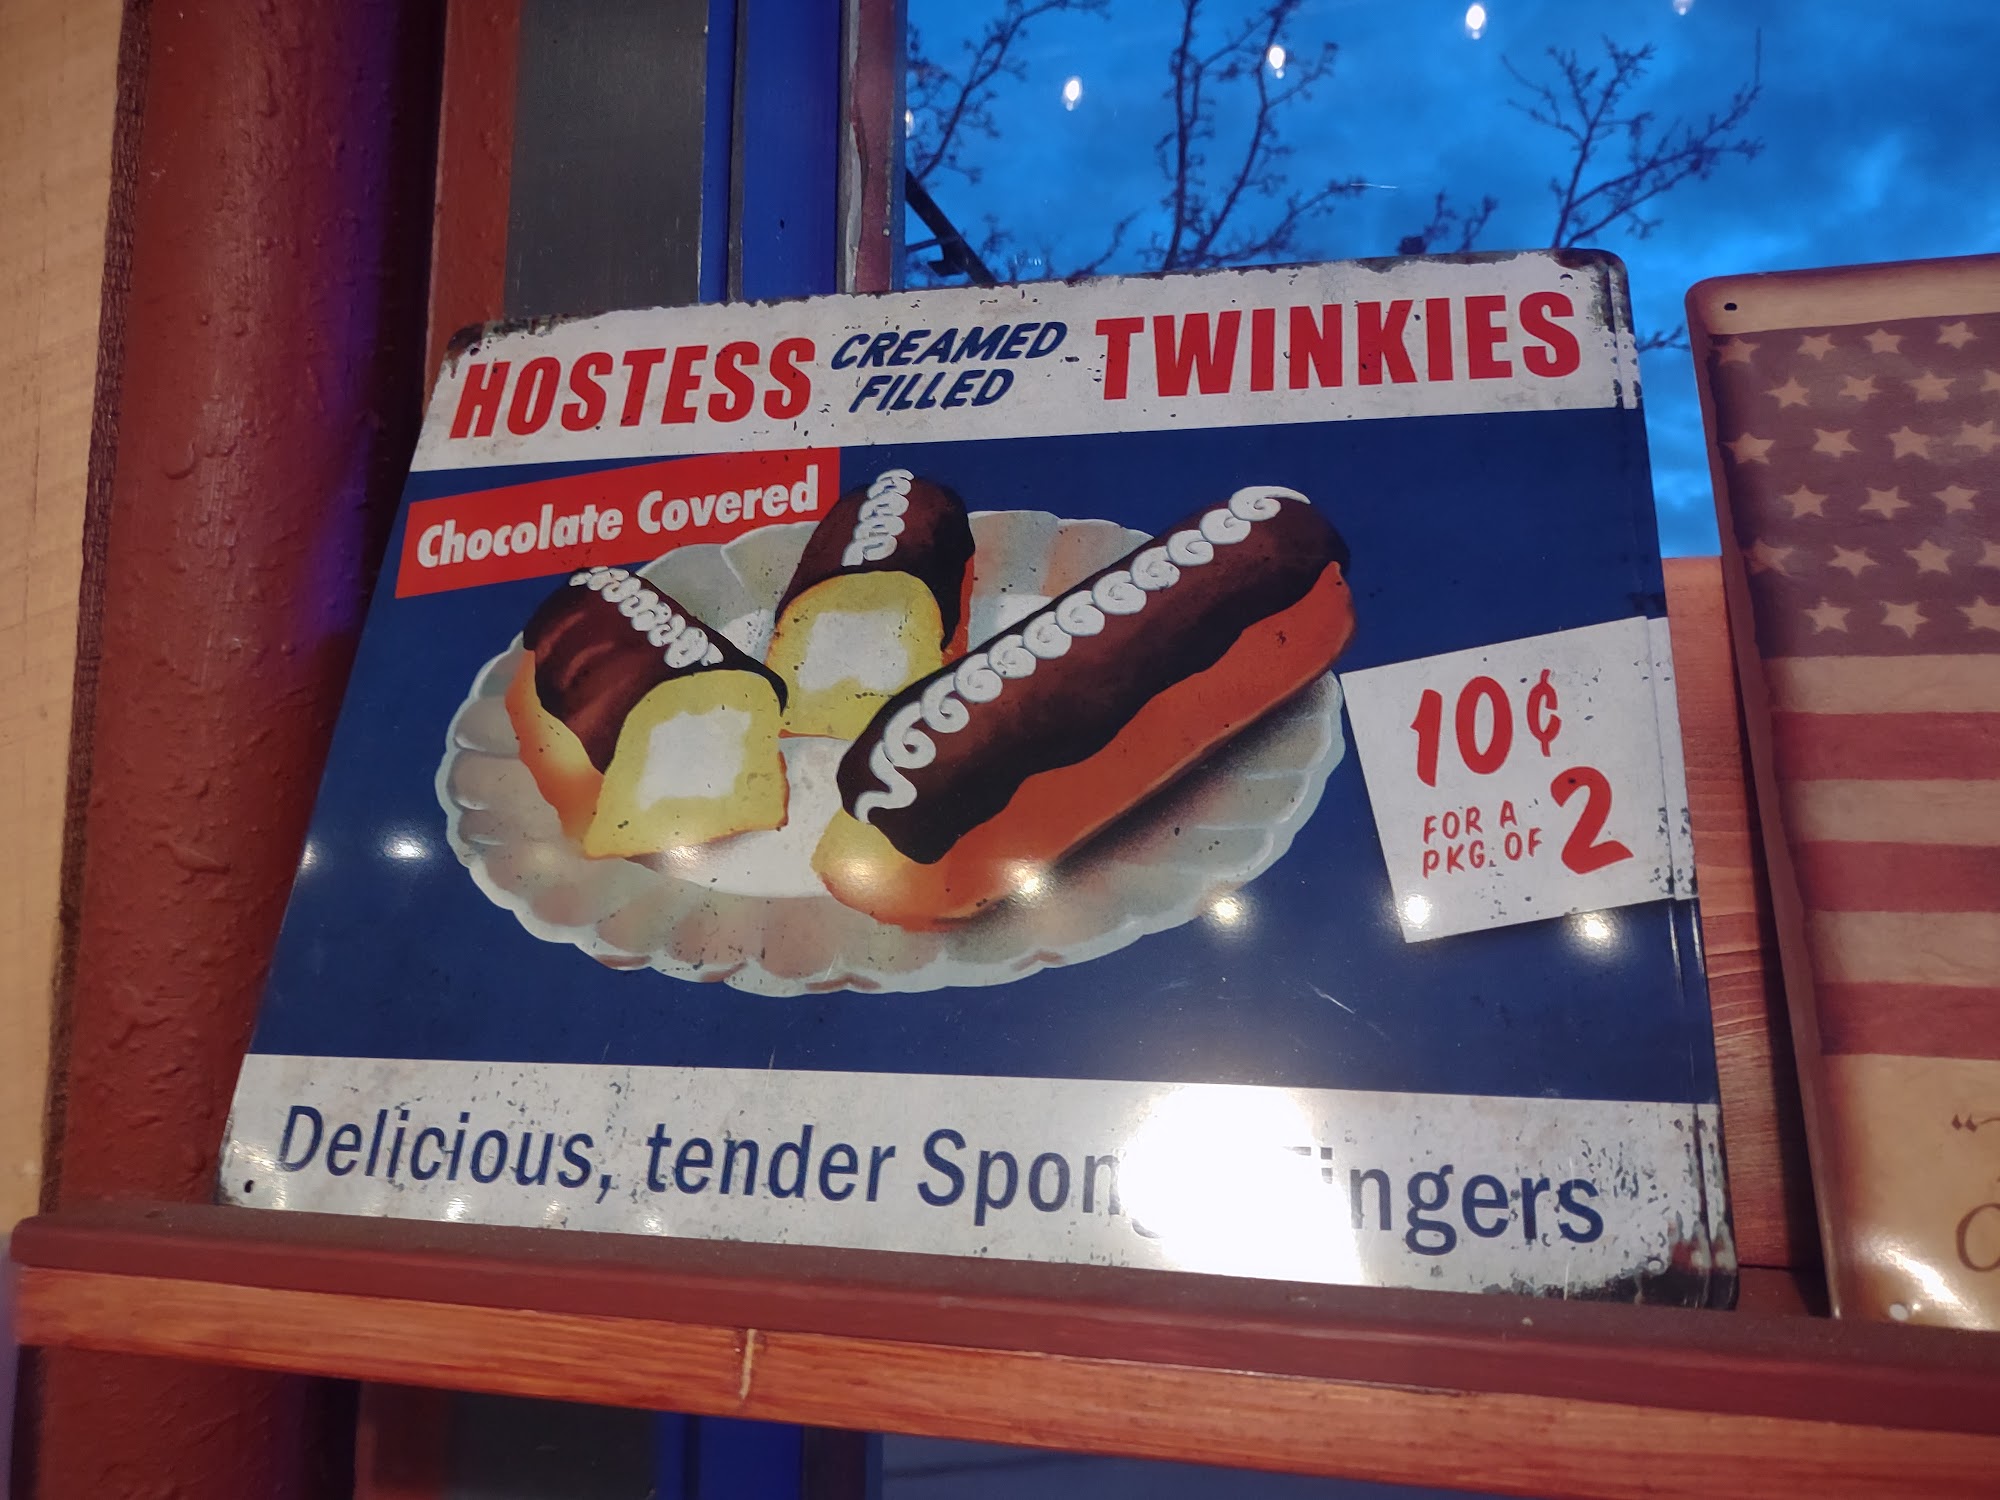 HOSTESS CREAMED FILLED TWINKIES
Chocolate Covered
10¢
FOR A
PKG. OF 2
Delicious, tender